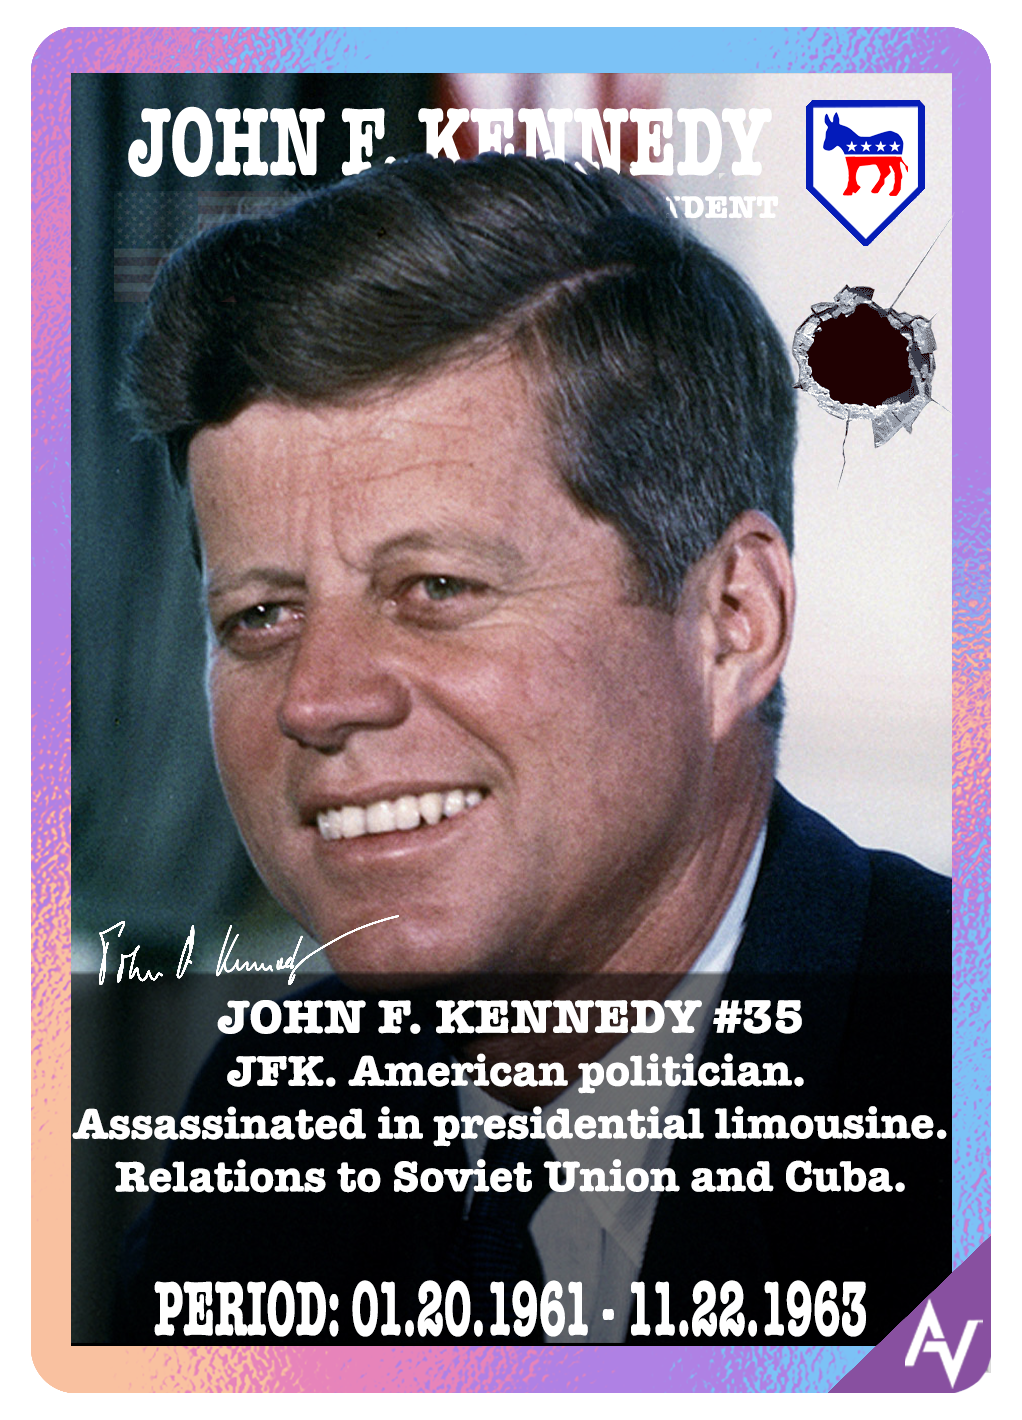 JOHN F. KENNEDY
JOHN F. KENNEDY #35
JFK. American politician.
Assassinated in presidential limousine.
Relations to Soviet Union and Cuba.
PERIOD: 01.20.1961 - 11.22.1963
AV